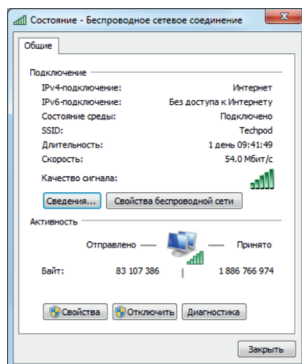 Состояние - Беспроводное сетевое соединение
Общие
Подключение
IPv4-подключение: Интернет
IPv6-подключение: Без доступа к Интернету
Состояние среды: Подключено
SSID: Techpod
Длительность: 1 день 09:41:49
Скорость: 54.0 Мбит/с
Качество сигнала:
Сведения... Свойства беспроводной сети
Активность
Отправлено — — Принято
Байт: 83 107 386 | 1 886 766 974
Свойства Отключить Диагностика
Закрыть